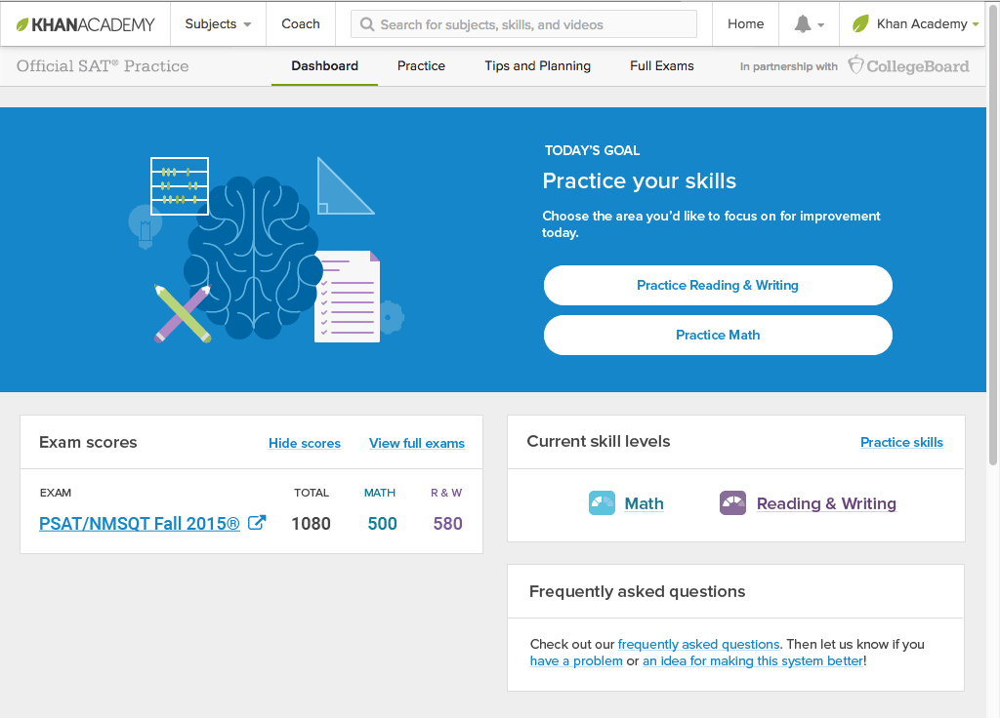 KHANACADEMY
Subjects
Coach
Search for subjects, skills, and videos
Home
Khan Academy
Official SAT® Practice
Dashboard
Practice
Tips and Planning
Full Exams
In partnership with
CollegeBoard
TODAY'S GOAL
Practice your skills
Choose the area you'd like to focus on for improvement
today.
Practice Reading & Writing
Practice Math
Exam scores
Hide scores
View full exams
EXAM TOTAL MATH R & W
PSAT/NMSQT Fall 2015® 1080 500 580
Current skill levels
Practice skills
Math
Reading & Writing
Frequently asked questions
Check out our frequently asked questions. Then let us know if you
have a problem or an idea for making this system better!